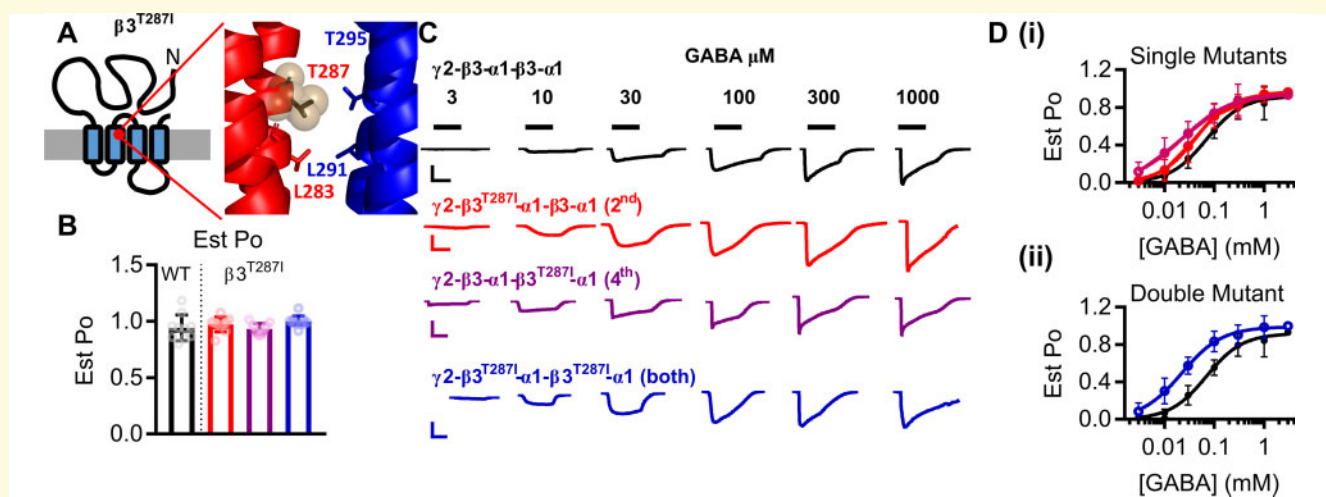 A
β3T287I
N
T295
T287
L291
L283
B
Est Po
WT
β3T287I
1.5
1.0
0.5
0.0
Est Po
C
GABA μM
γ2-β3-α1-β3-α1
3 10 30 100 300 1000
γ2-β3T287I-α1-β3-α1 (2nd)
γ2-β3-α1-β3T287I-α1 (4th)
γ2-β3T287I-α1-β3T287I-α1 (both)
D (i)
Single Mutants
1.2
0.8
0.4
0.0
Est Po
0.01 0.1 1
[GABA] (mM)
(ii)
Double Mutant
1.2
0.8
0.4
0.0
Est Po
0.01 0.1 1
[GABA] (mM)